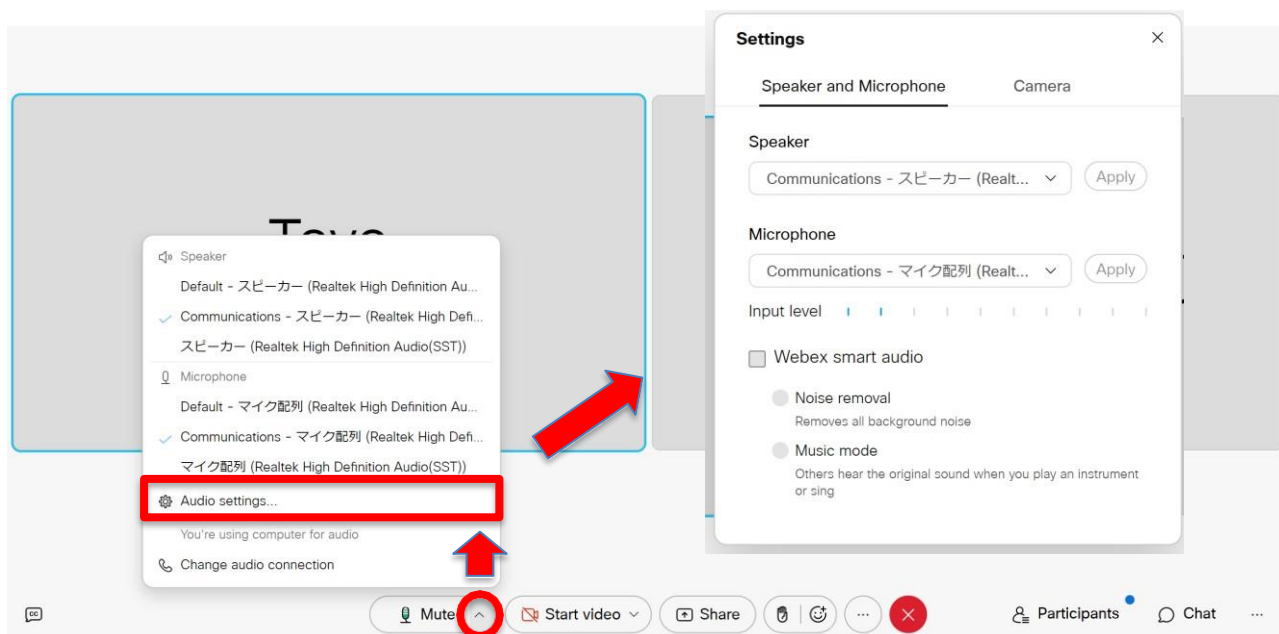 Speaker
Default - スピーカー (Realtek High Definition Au...
Communications - スピーカー (Realtek High Defi...
スピーカー (Realtek High Definition Audio(SST))
Microphone
Default - マイク配列 (Realtek High Definition Au...
Communications - マイク配列 (Realtek High Defi...
マイク配列 (Realtek High Definition Audio(SST))
Audio settings...
You're using computer for audio
Change audio connection
Settings
Speaker and Microphone Camera
Speaker
Communications - スピーカー (Realt... Apply
Microphone
Communications - マイク配列 (Realt... Apply
Input level
Webex smart audio
Noise removal
Removes all background noise
Music mode
Others hear the original sound when you play an instrument
or sing
CC Mute Start video Share ... Participants Chat ...